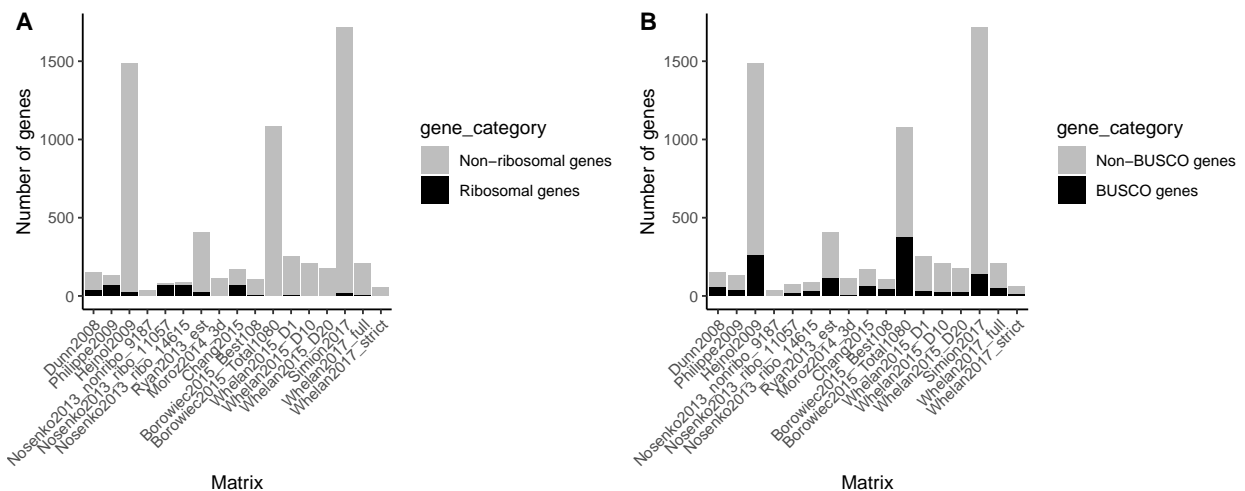 A
1500
1000
500
0
Number of genes
Dunn2008
Philippe2009
Hejnol2009
Nosenko2013_nonribo_9187
Nosenko2013_ribo_11057
Nosenko2013_ribo_14615
Ryan2013_est
Moroz2014_3d
Chang2015
Borowiec2015_Best108
Borowiec2015_Total1080
Whelan2015_D1
Whelan2015_D10
Whelan2015_D20
Simion2017
Whelan2017_full
Whelan2017_strict
Matrix
gene_category
Non−ribosomal genes
Ribosomal genes
B
1500
1000
500
0
Number of genes
Dunn2008
Philippe2009
Hejnol2009
Nosenko2013_nonribo_9187
Nosenko2013_ribo_11057
Nosenko2013_ribo_14615
Ryan2013_est
Moroz2014_3d
Chang2015
Borowiec2015_Best108
Borowiec2015_Total1080
Whelan2015_D1
Whelan2015_D10
Whelan2015_D20
Simion2017
Whelan2017_full
Whelan2017_strict
Matrix
gene_category
Non−BUSCO genes
BUSCO genes